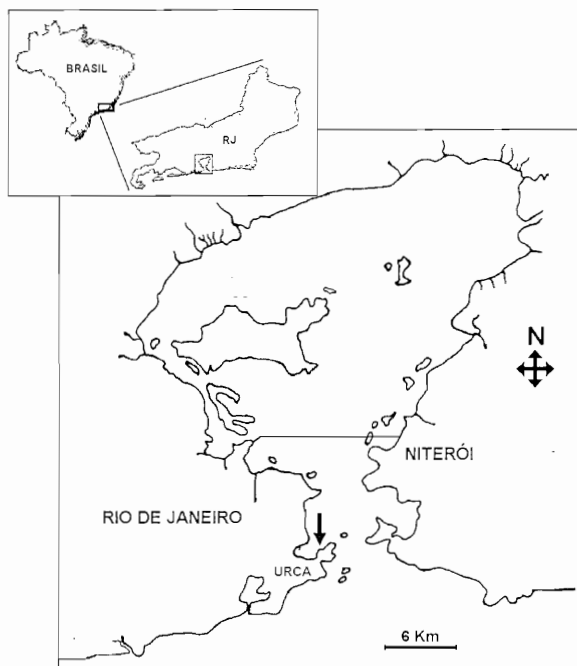 BRASIL
RJ
N
NITERÓI
RIO DE JANEIRO
URCA
6 Km